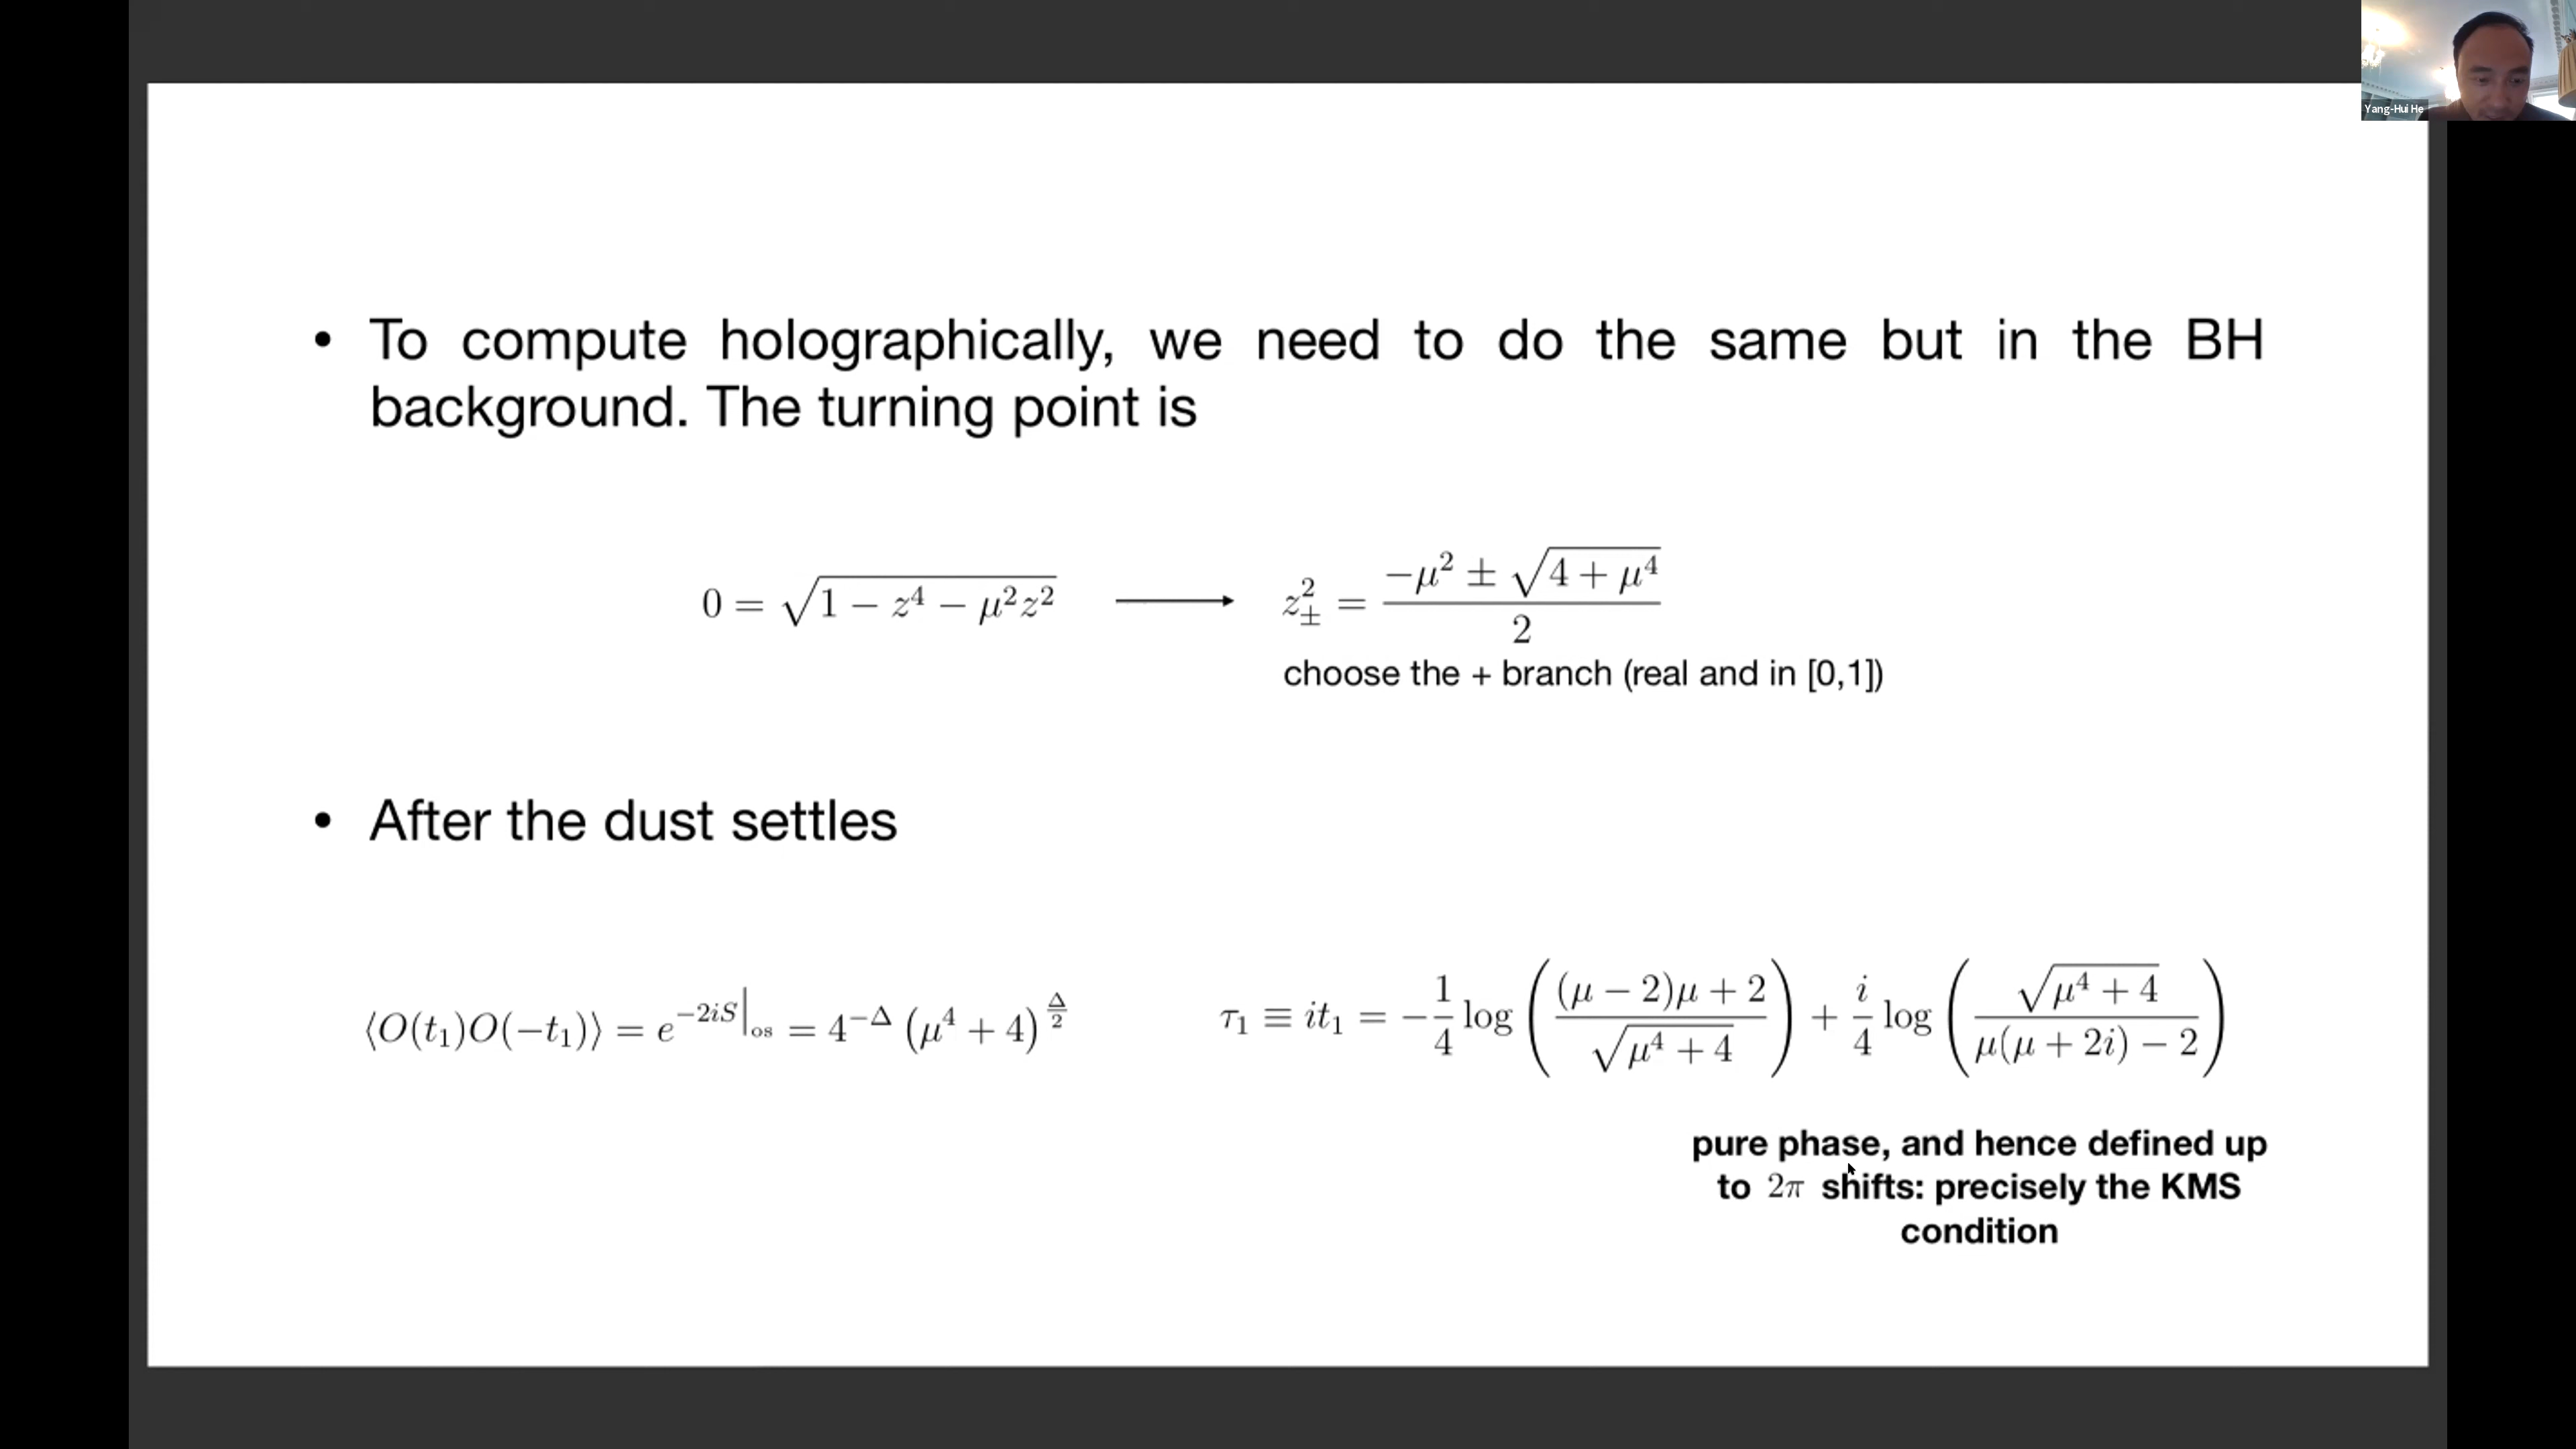 Yang-Hui He
• To compute holographically, we need to do the same but in the BH
background. The turning point is
0 = √(1 − z⁴ − μ²z²) ⟶ z²± = (−μ² ± √(4 + μ⁴)) / 2
choose the + branch (real and in [0,1])
• After the dust settles
⟨O(t₁)O(−t₁)⟩ = e^{−2iS|_os} = 4^{−Δ} (μ⁴ + 4)^{Δ/2} τ₁ ≡ it₁ = −(1/4) log( ((μ − 2)μ + 2) / √(μ⁴ + 4) ) + (i/4) log( √(μ⁴ + 4) / (μ(μ + 2i) − 2) )
pure phase, and hence defined up
to 2π shifts: precisely the KMS
condition